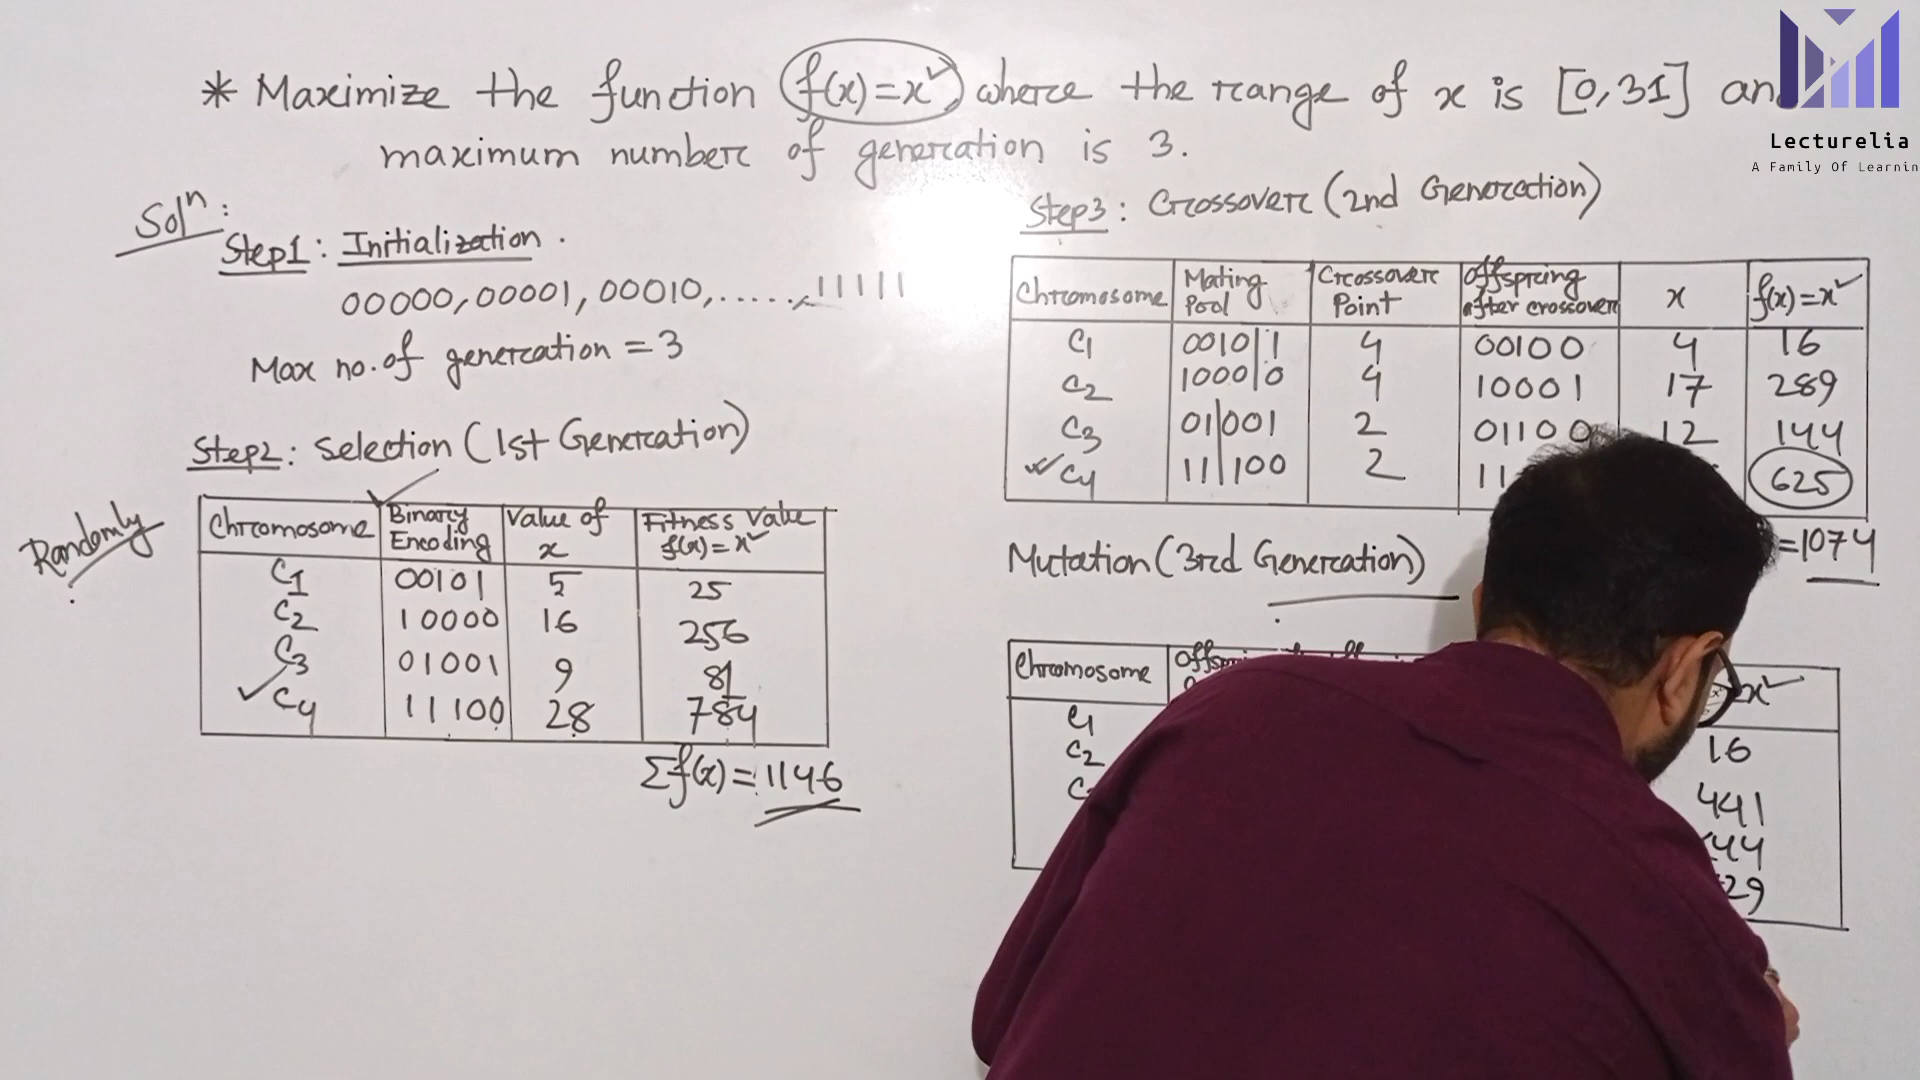 * Maximize the function f(x)=x² where the range of x is [0,31] and
maximum number of generation is 3.
Solⁿ:
Step1: Initialization.
00000,00001,00010,.....,11111
Max no. of generation = 3
Step2: Selection (1st Generation)
Randomly
Chromosome | Binary Encoding | Value of x | Fitness Value f(x)=x²
C1 00101 5 25
C2 10000 16 256
C3 01001 9 81
C4 11100 28 784
Σf(x)=1146
Step3: Crossover (2nd Generation)
Chromosome | Mating Pool | Crossover Point | Offspring after crossover | x | f(x)=x²
C1 0010|1 4 00100 4 16
C2 1000|0 4 10001 17 289
C3 01|001 2 01100 12 144
C4 11|100 2 11 625
=1074
Mutation (3rd Generation)
Chromosome x²
C1
C2 16
C 441
44
29
Lecturelia
A Family Of Learnin